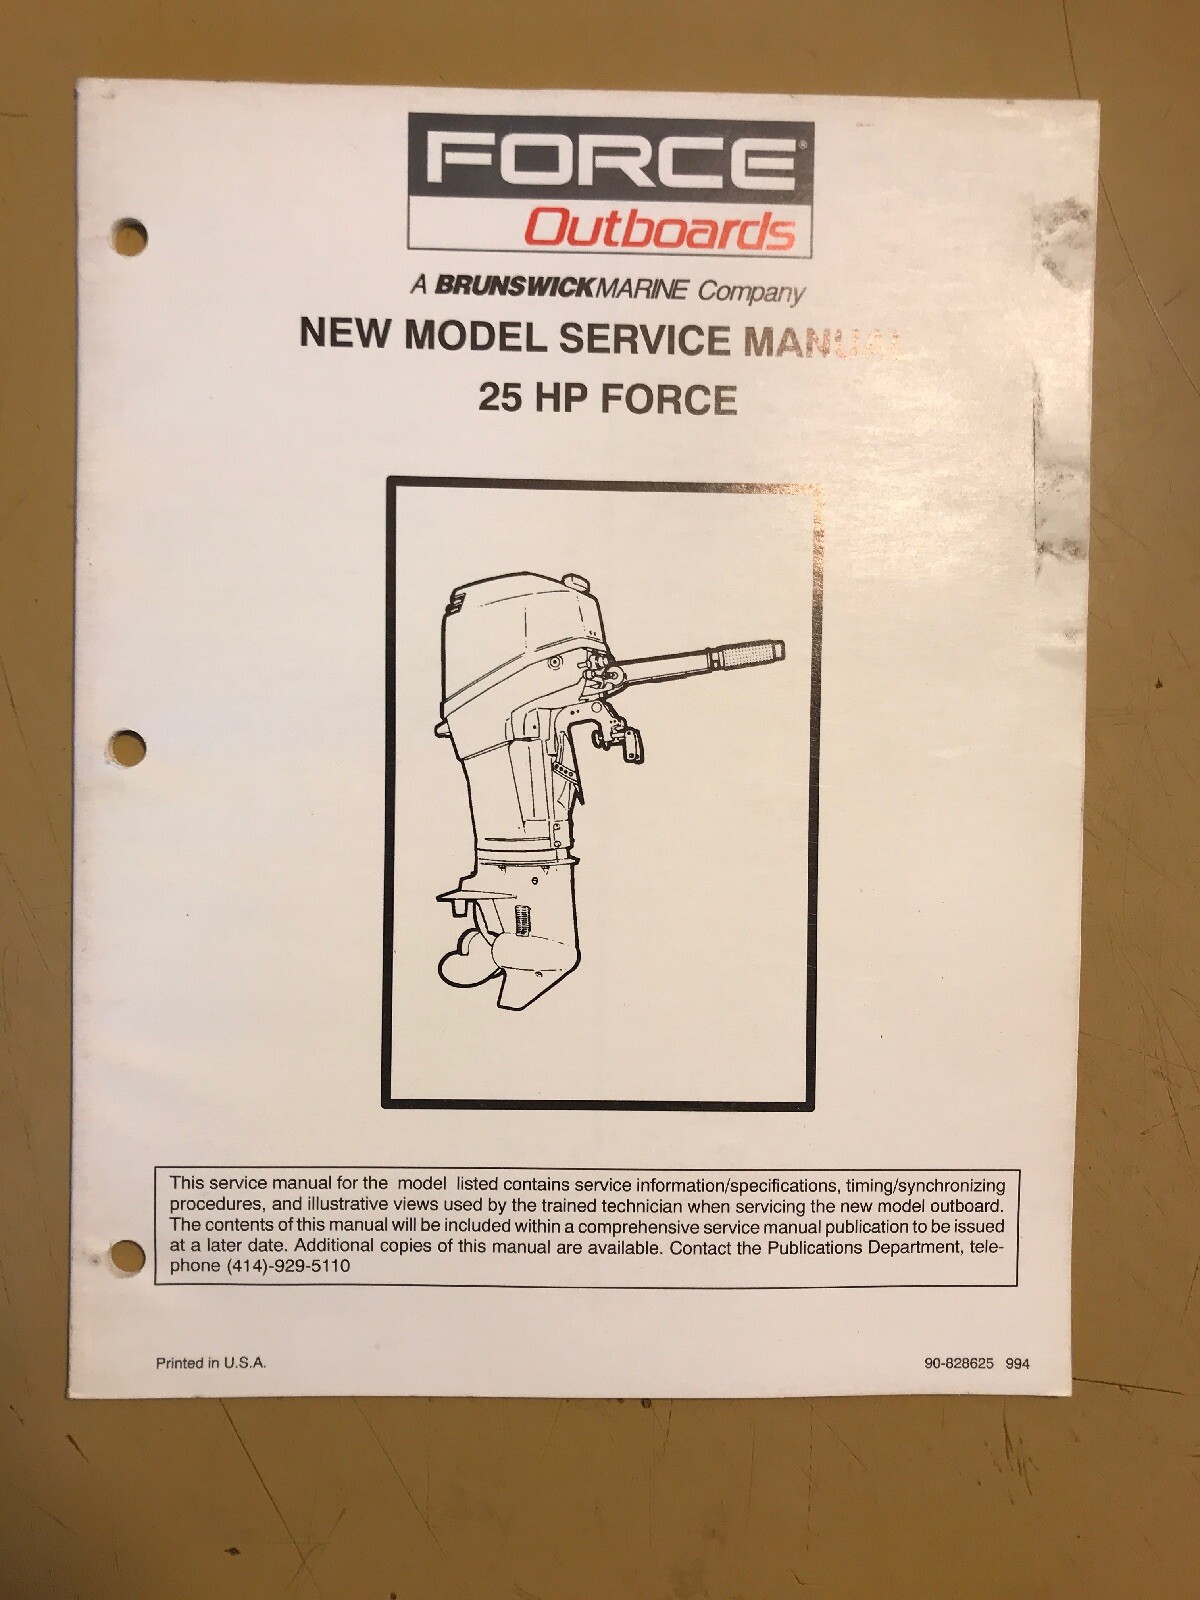 FORCE®
Outboards
A BRUNSWICK MARINE Company
NEW MODEL SERVICE MANUAL
25 HP FORCE
This service manual for the model listed contains service information/specifications, timing/synchronizing
procedures, and illustrative views used by the trained technician when servicing the new model outboard.
The contents of this manual will be included within a comprehensive service manual publication to be issued
at a later date. Additional copies of this manual are available. Contact the Publications Department, tele-
phone (414)-929-5110
Printed in U.S.A.
90-828625 994